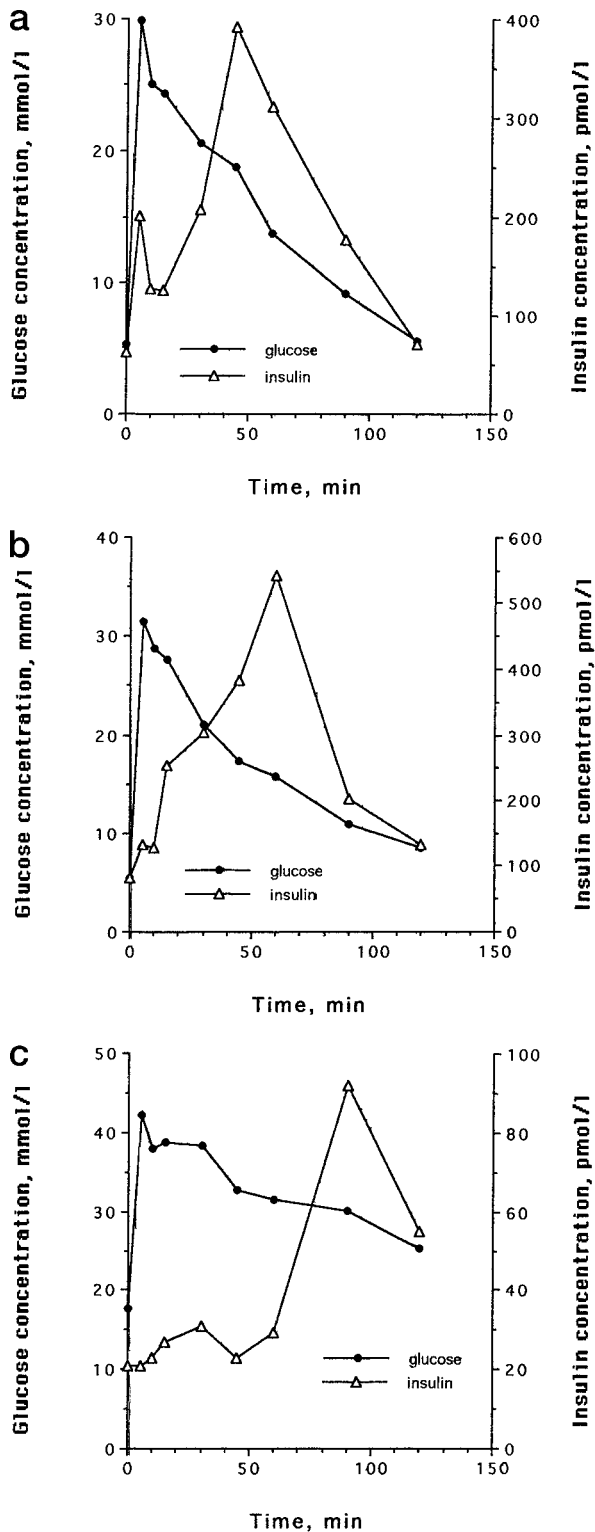 a
Glucose concentration, mmol/l
30
20
10
0
400
300
200
100
0
Insulin concentration, pmol/l
glucose
insulin
0 50 100 150
Time, min
b
Glucose concentration, mmol/l
40
30
20
10
0
600
500
400
300
200
100
0
Insulin concentration, pmol/l
glucose
insulin
0 50 100 150
Time, min
c
Glucose concentration, mmol/l
50
40
30
20
10
0
100
80
60
40
20
0
Insulin concentration, pmol/l
glucose
insulin
0 50 100 150
Time, min